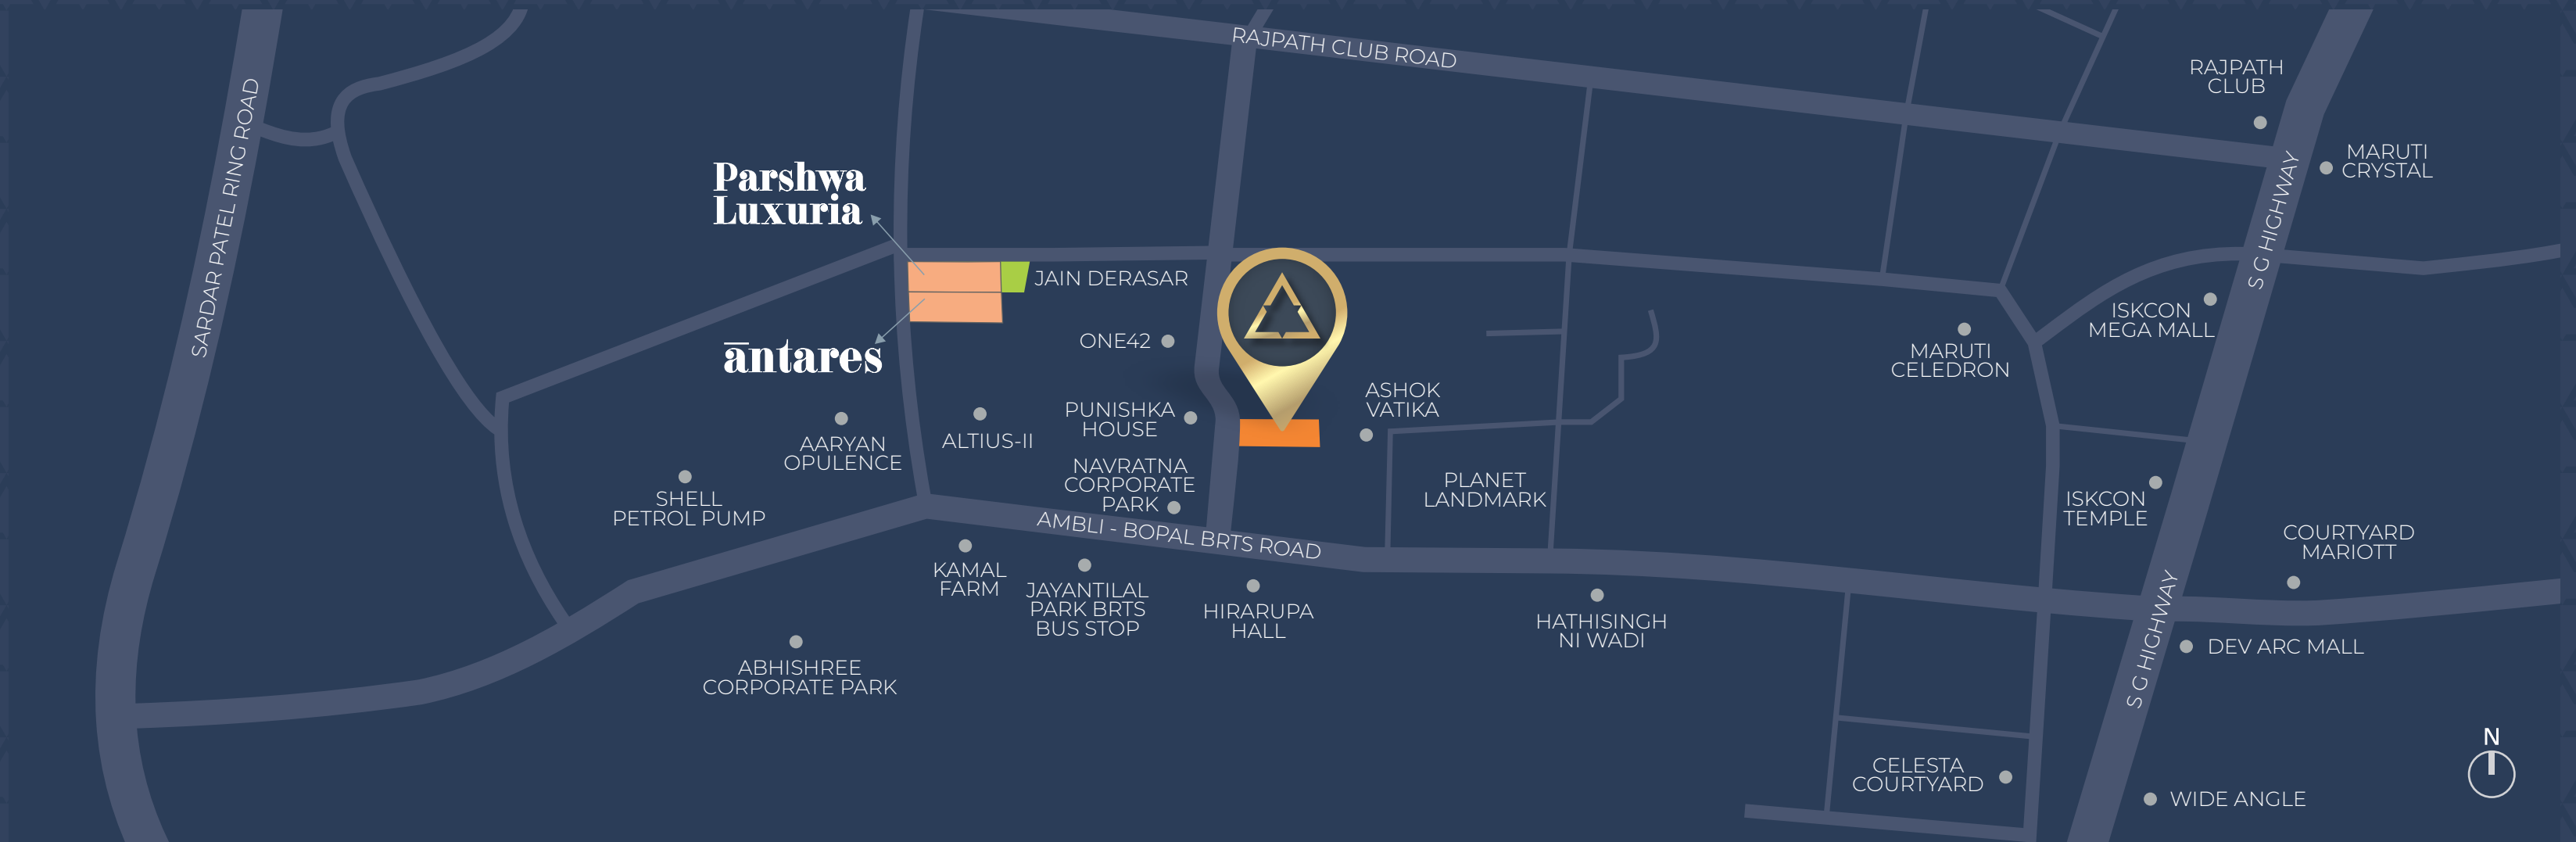 RAJPATH CLUB ROAD
RAJPATH
CLUB
SARDAR PATEL RING ROAD
MARUTI
CRYSTAL
Parshwa
Luxuria
S G HIGHWAY
JAIN DERASAR
ISKCON
MEGA MALL
ONE42
āntares
MARUTI
CELEDRON
ASHOK
VATIKA
PUNISHKA
HOUSE
ALTIUS-II
AARYAN
OPULENCE
NAVRATNA
CORPORATE
PARK
PLANET
LANDMARK
SHELL
PETROL PUMP
ISKCON
TEMPLE
AMBLI - BOPAL BRTS ROAD
COURTYARD
MARIOTT
KAMAL
FARM
JAYANTILAL
PARK BRTS
BUS STOP
HIRARUPA
HALL
HATHISINGH
NI WADI
S G HIGHWAY
DEV ARC MALL
ABHISHREE
CORPORATE PARK
N
CELESTA
COURTYARD
WIDE ANGLE